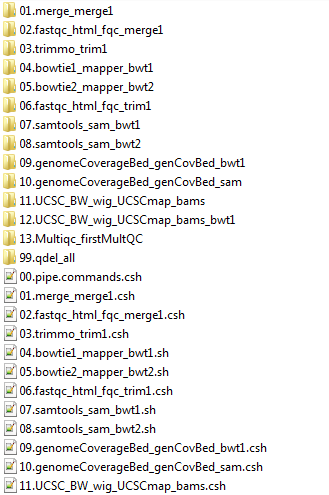 01.merge_merge1
02.fastqc_html_fqc_merge1
03.trimmo_trim1
04.bowtie1_mapper_bwt1
05.bowtie2_mapper_bwt2
06.fastqc_html_fqc_trim1
07.samtools_sam_bwt1
08.samtools_sam_bwt2
09.genomeCoverageBed_genCovBed_bwt1
10.genomeCoverageBed_genCovBed_sam
11.UCSC_BW_wig_UCSCmap_bams
12.UCSC_BW_wig_UCSCmap_bams_bwt1
13.Multiqc_firstMultQC
99.qdel_all
00.pipe.commands.csh
01.merge_merge1.csh
02.fastqc_html_fqc_merge1.csh
03.trimmo_trim1.csh
04.bowtie1_mapper_bwt1.sh
05.bowtie2_mapper_bwt2.sh
06.fastqc_html_fqc_trim1.csh
07.samtools_sam_bwt1.sh
08.samtools_sam_bwt2.sh
09.genomeCoverageBed_genCovBed_bwt1.csh
10.genomeCoverageBed_genCovBed_sam.csh
11.UCSC_BW_wig_UCSCmap_bams.csh